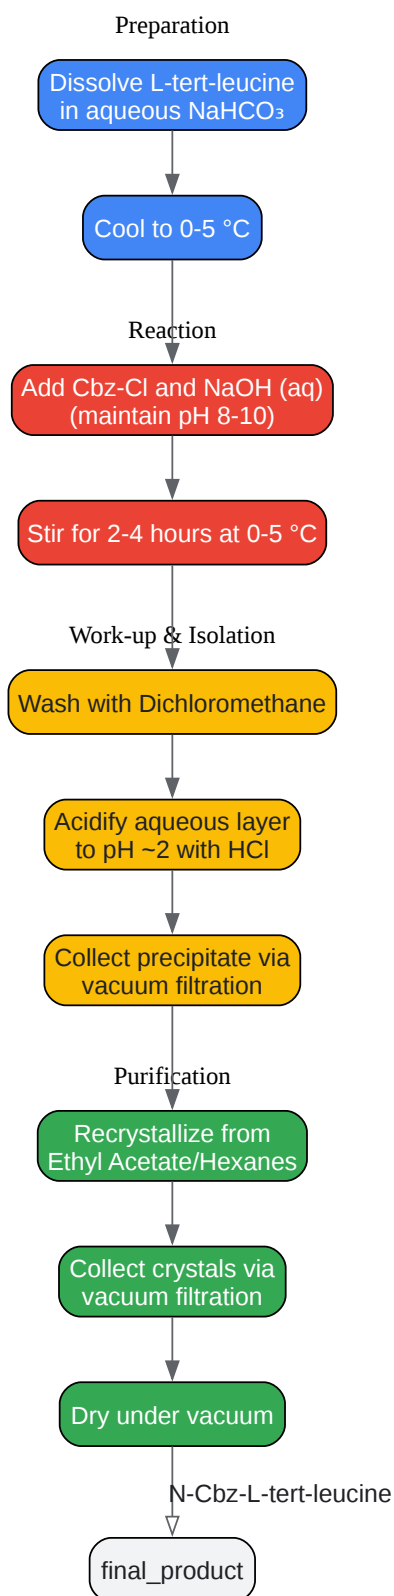 Preparation
Dissolve L-tert-leucine
in aqueous NaHCO₃
Cool to 0-5 °C
Reaction
Add Cbz-Cl and NaOH (aq)
(maintain pH 8-10)
Stir for 2-4 hours at 0-5 °C
Work-up & Isolation
Wash with Dichloromethane
Acidify aqueous layer
to pH ~2 with HCl
Collect precipitate via
vacuum filtration
Purification
Recrystallize from
Ethyl Acetate/Hexanes
Collect crystals via
vacuum filtration
Dry under vacuum
N-Cbz-L-tert-leucine
final_product